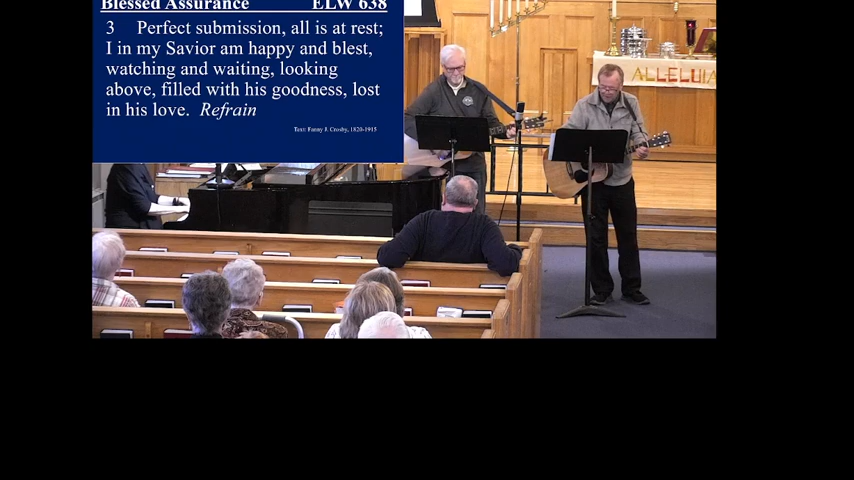 Blessed Assurance ELW 638
3 Perfect submission, all is at rest;
I in my Savior am happy and blest,
watching and waiting, looking
above, filled with his goodness, lost
in his love. Refrain
Text: Fanny J. Crosby, 1820-1915
ALLELUIA